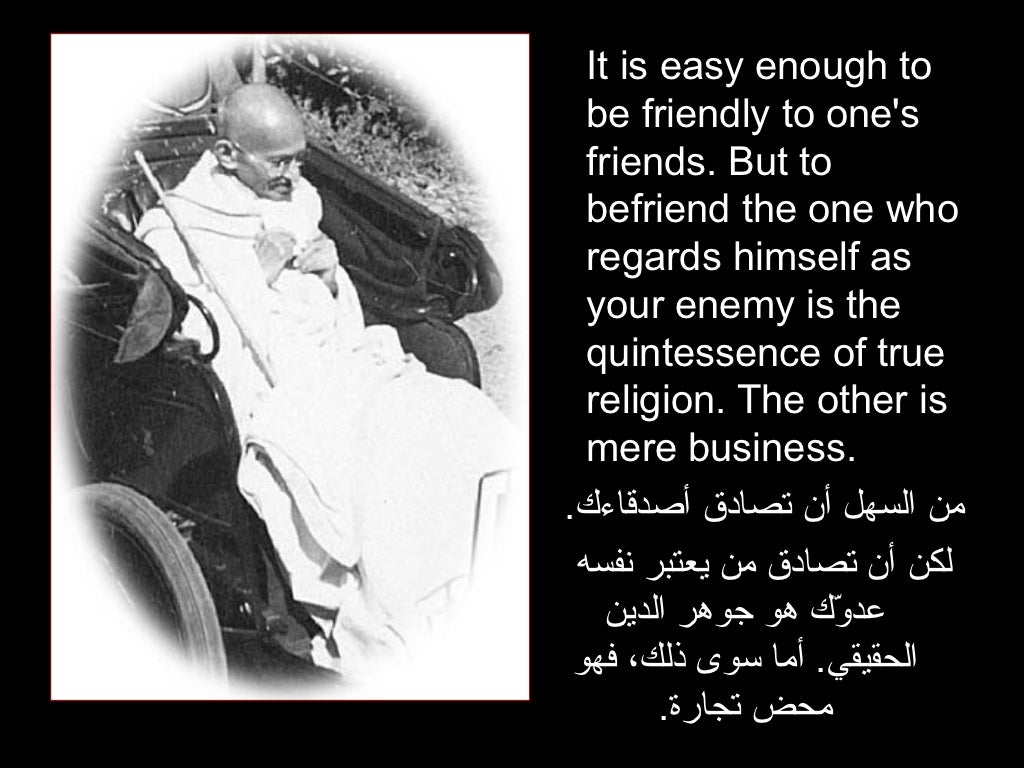 It is easy enough to
be friendly to one's
friends. But to
befriend the one who
regards himself as
your enemy is the
quintessence of true
religion. The other is
mere business.
من السهل أن تصادق أصدقاءك.
لكن أن تصادق من يعتبر نفسه
عدوّك هو جوهر الدين
الحقيقي. أما سوى ذلك، فهو
محض تجارة.